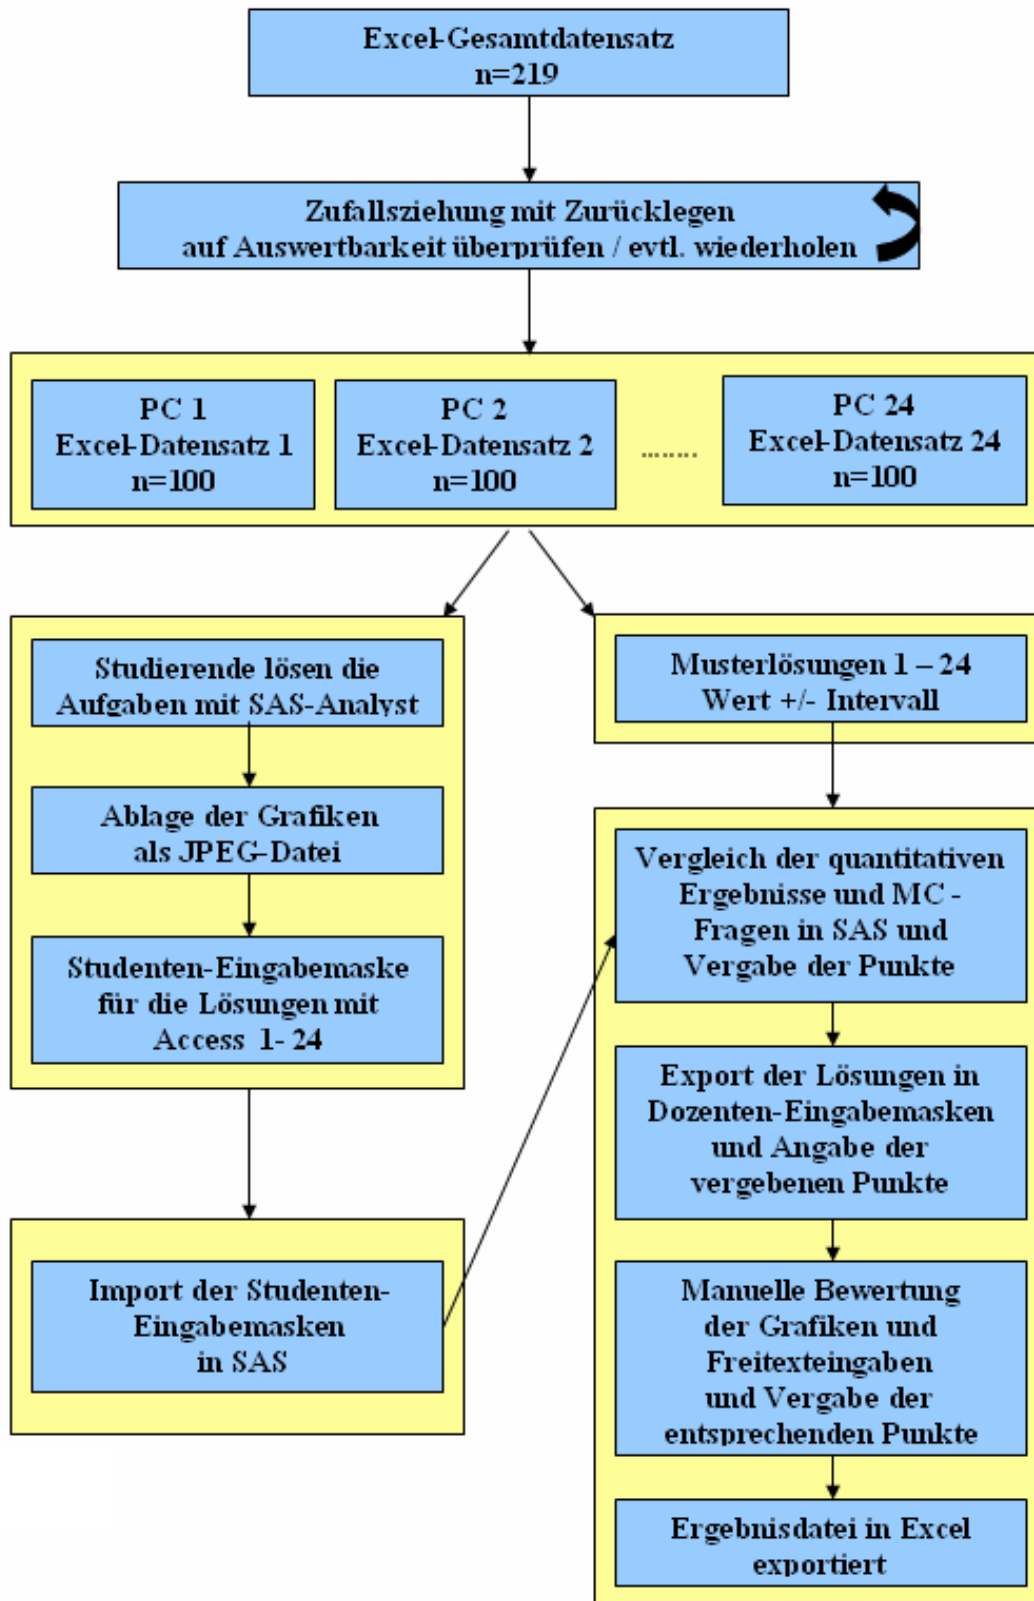 Excel-Gesamtdatensatz
n=219
Zufallsziehung mit Zurücklegen
auf Auswertbarkeit überprüfen / evtl. wiederholen
PC 1
Excel-Datensatz 1
n=100
PC 2
Excel-Datensatz 2
n=100
........
PC 24
Excel-Datensatz 24
n=100
Studierende lösen die
Aufgaben mit SAS-Analyst
Ablage der Grafiken
als JPEG-Datei
Studenten-Eingabemaske
für die Lösungen mit
Access 1- 24
Import der Studenten-
Eingabemasken
in SAS
Musterlösungen 1 – 24
Wert +/- Intervall
Vergleich der quantitativen
Ergebnisse und MC -
Fragen in SAS und
Vergabe der Punkte
Export der Lösungen in
Dozenten-Eingabemasken
und Angabe der
vergebenen Punkte
Manuelle Bewertung
der Grafiken und
Freitexteingaben
und Vergabe der
entsprechenden Punkte
Ergebnisdatei in Excel
exportiert